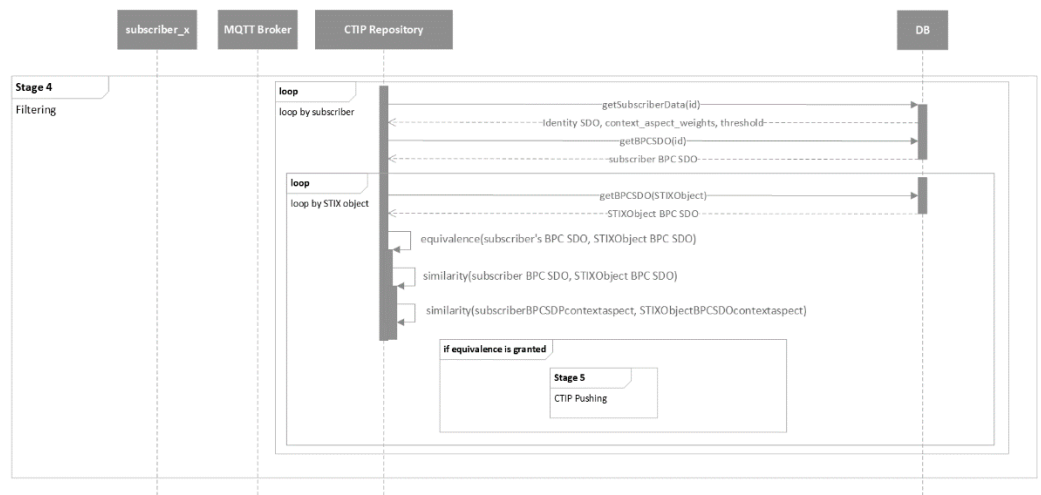 subscriber_x
MQTT Broker
CTIP Repository
DB
Stage 4
Filtering
loop
loop by subscriber
getSubscriberData(id)
Identity SDO, context_aspect_weights, threshold
getBPCSDO(id)
subscriber BPC SDO
loop
loop by STIX object
getBPCSDO(STIXObject)
STIXObject BPC SDO
equivalence(subscriber's BPC SDO, STIXObject BPC SDO)
similarity(subscriber BPC SDO, STIXObject BPC SDO)
similarity(subscriberBPCSDPcontextaspect, STIXObjectBPCSDOcontextaspect)
if equivalence is granted
Stage 5
CTIP Pushing